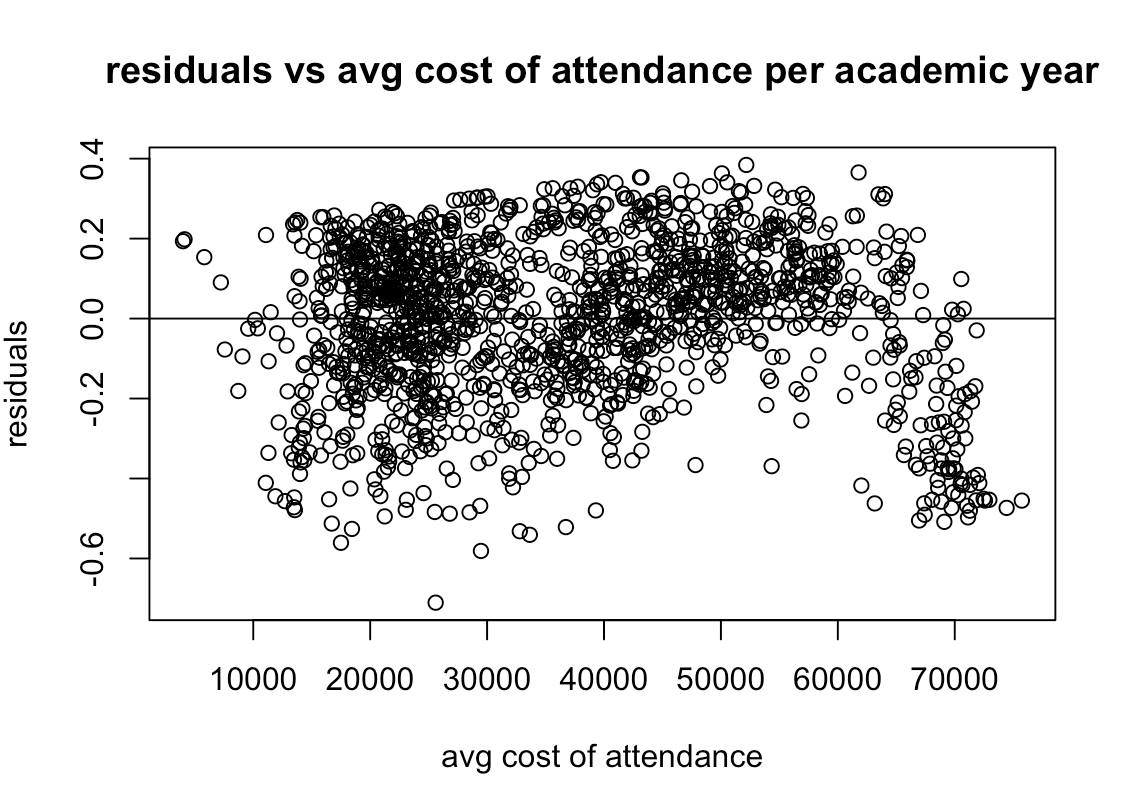 residuals vs avg cost of attendance per academic year
0.4
0.2
0.0
-0.2
-0.6
residuals
10000 20000 30000 40000 50000 60000 70000
avg cost of attendance